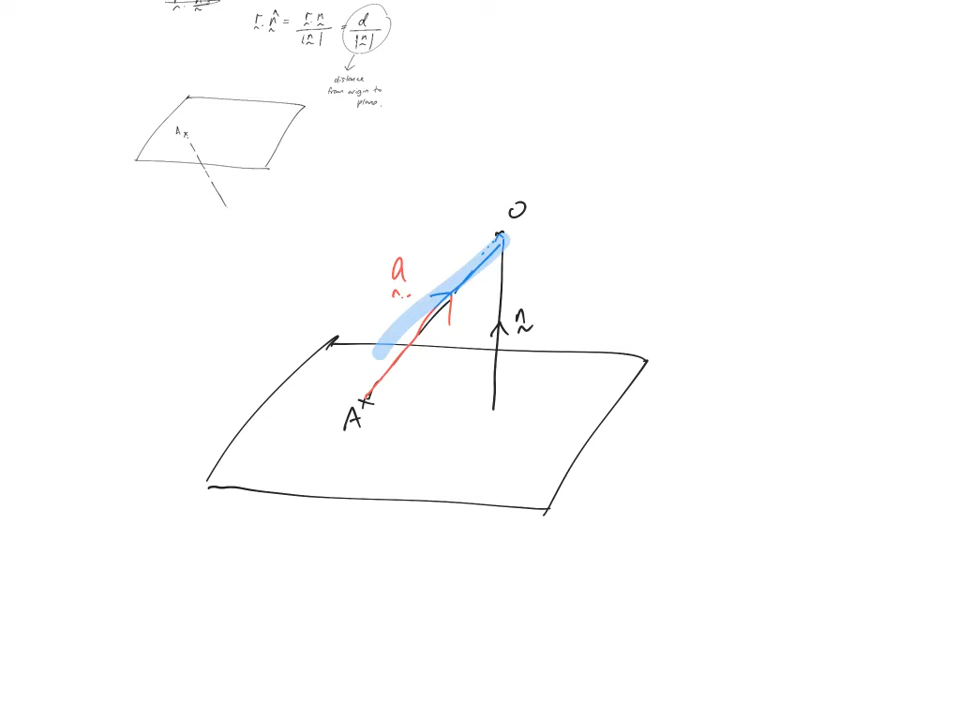 r . n̂ = r . n / |n| = d / |n|
distance
from origin to
plane.
A
O
a
n
A